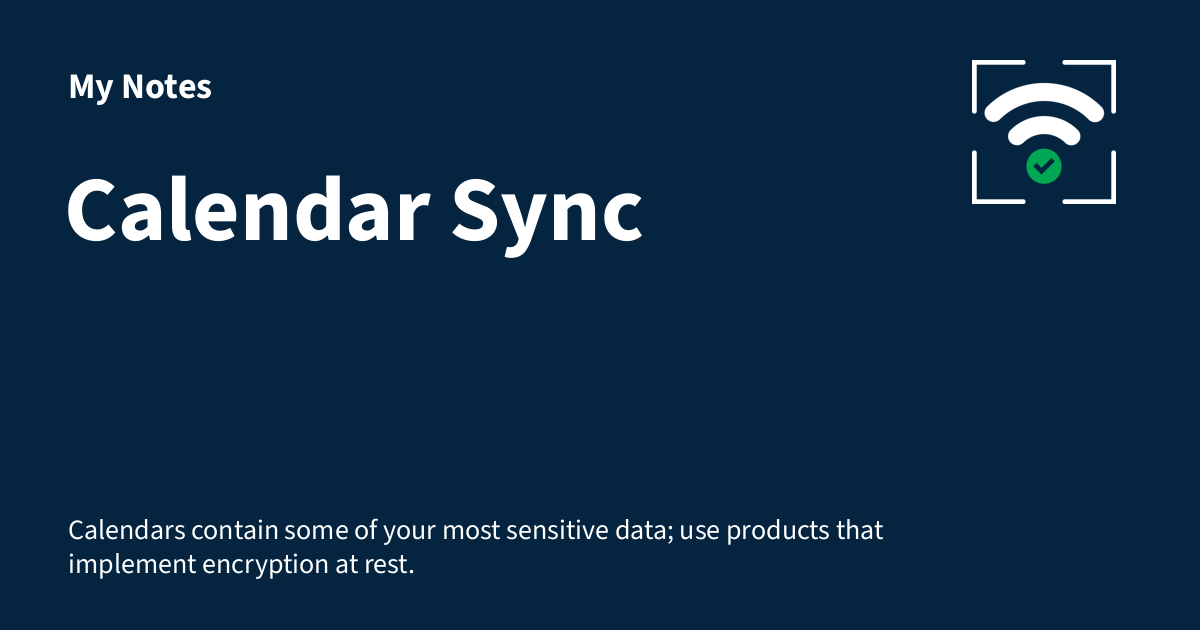 My Notes
Calendar Sync
Calendars contain some of your most sensitive data; use products that
implement encryption at rest.